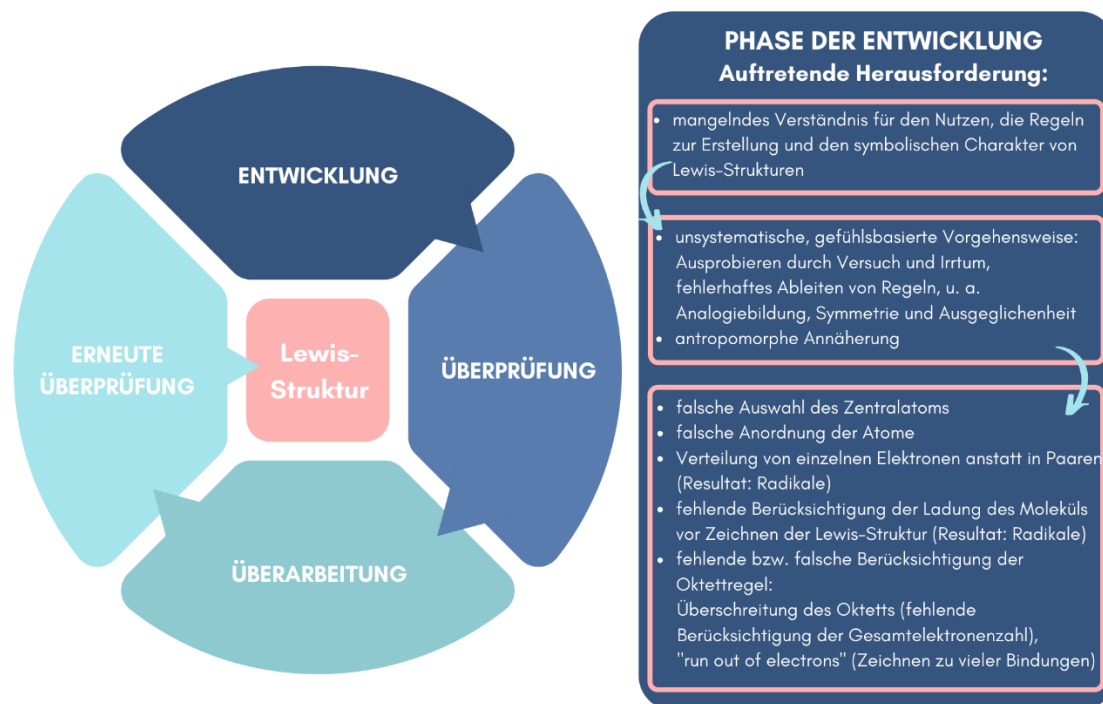 ENTWICKLUNG
ÜBERPRÜFUNG
ÜBERARBEITUNG
ERNEUTE
ÜBERPRÜFUNG
Lewis-
Struktur
PHASE DER ENTWICKLUNG
Auftretende Herausforderung:
• mangelndes Verständnis für den Nutzen, die Regeln
zur Erstellung und den symbolischen Charakter von
Lewis-Strukturen
• unsystematische, gefühlsbasierte Vorgehensweise:
Ausprobieren durch Versuch und Irrtum,
fehlerhaftes Ableiten von Regeln, u. a.
Analogiebildung, Symmetrie und Ausgeglichenheit
• antropomorphe Annäherung
• falsche Auswahl des Zentralatoms
• falsche Anordnung der Atome
• Verteilung von einzelnen Elektronen anstatt in Paaren
(Resultat: Radikale)
• fehlende Berücksichtigung der Ladung des Moleküls
vor Zeichnen der Lewis-Struktur (Resultat: Radikale)
• fehlende bzw. falsche Berücksichtigung der
Oktettregel:
Überschreitung des Oktetts (fehlende
Berücksichtigung der Gesamtelektronenzahl),
"run out of electrons" (Zeichnen zu vieler Bindungen)